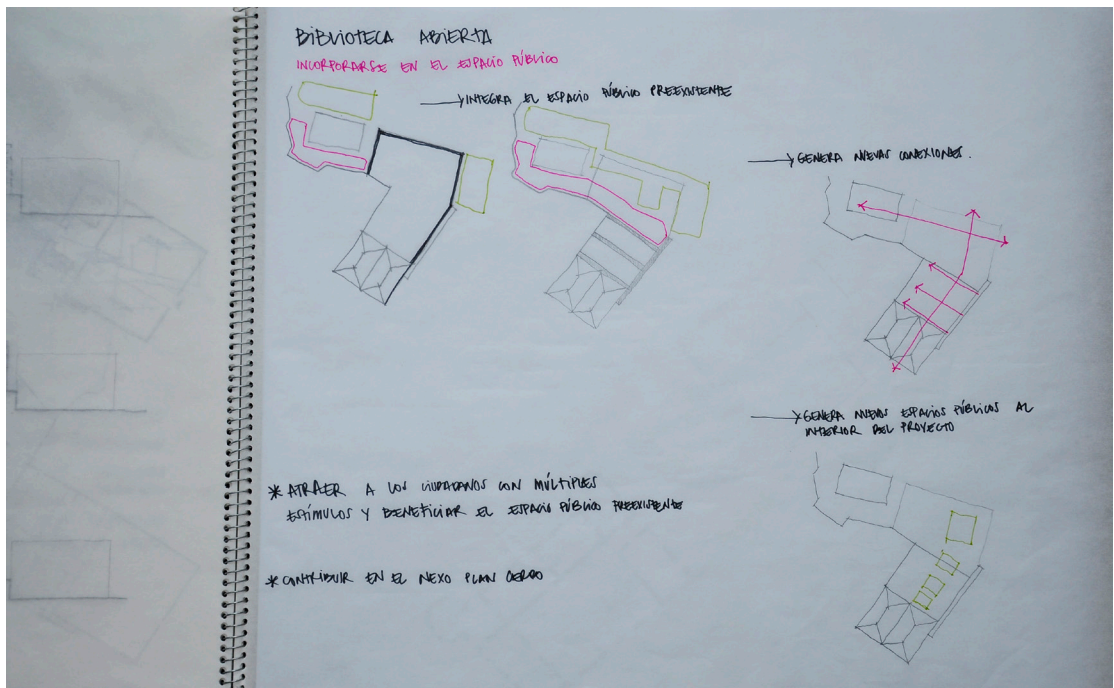 BIBLIOTECA ABIERTA
INCORPORARSE EN EL ESPACIO PÚBLICO
INTEGRA EL ESPACIO PÚBLICO PREEXISTENTE
GENERA NUEVAS CONEXIONES.
GENERA NUEVOS ESPACIOS PÚBLICOS AL
INTERIOR DEL PROYECTO
* ATRAER A LOS CIUDADANOS CON MÚLTIPLES
ESTÍMULOS Y BENEFICIAR EL ESPACIO PÚBLICO PREEXISTENTE
* CONTRIBUIR EN EL NEXO PLAN CERRO